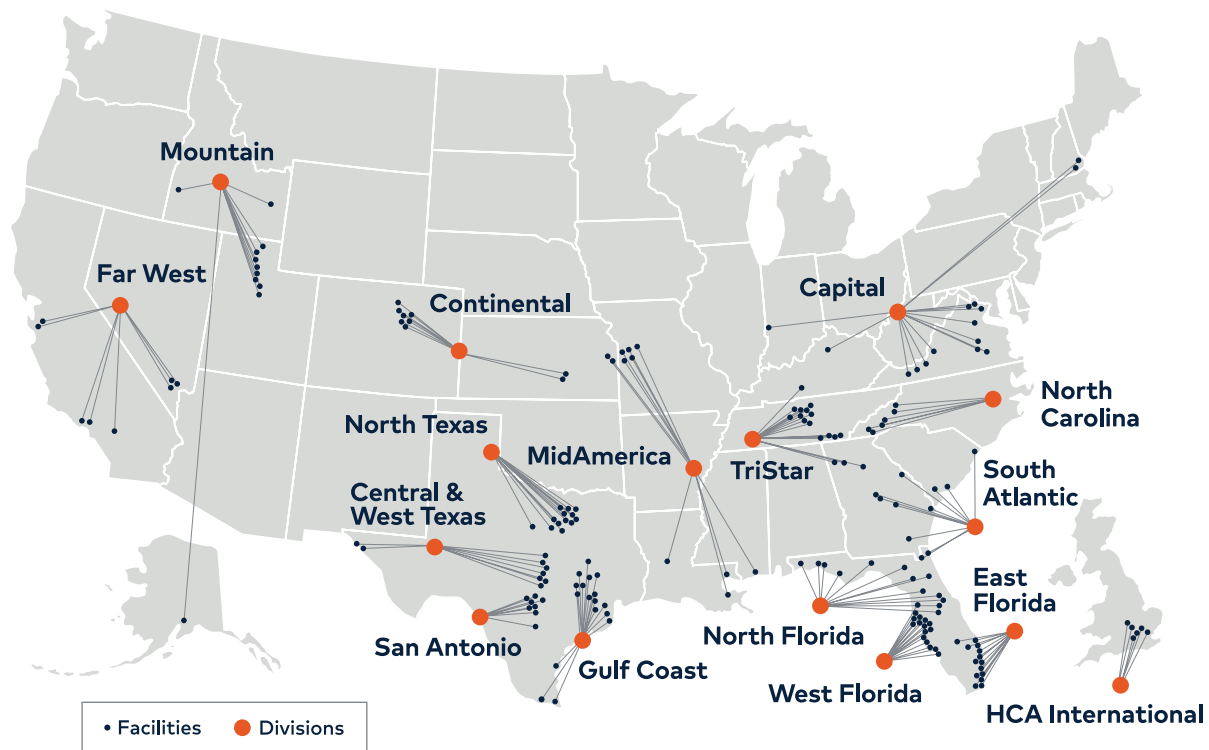 Mountain
Far West
Continental
Capital
North Texas
MidAmerica
TriStar
North
Carolina
Central &
West Texas
South
Atlantic
San Antonio
Gulf Coast
North Florida
East
Florida
West Florida
HCA International
Facilities
Divisions